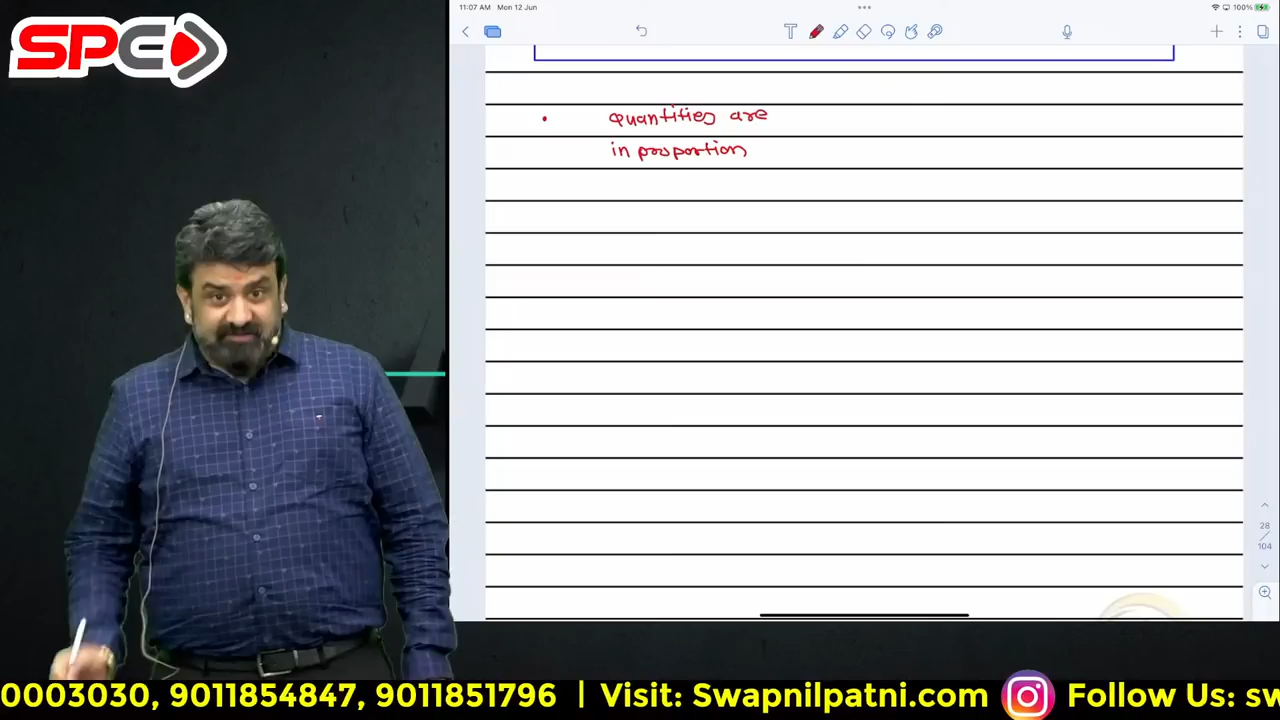 SPE
11:07 AM Mon 12 Jun
100%
T
• Quantities are
in proportion
28
/
104
0003030, 9011854847, 9011851796 | Visit: Swapnilpatni.com Follow Us: sw